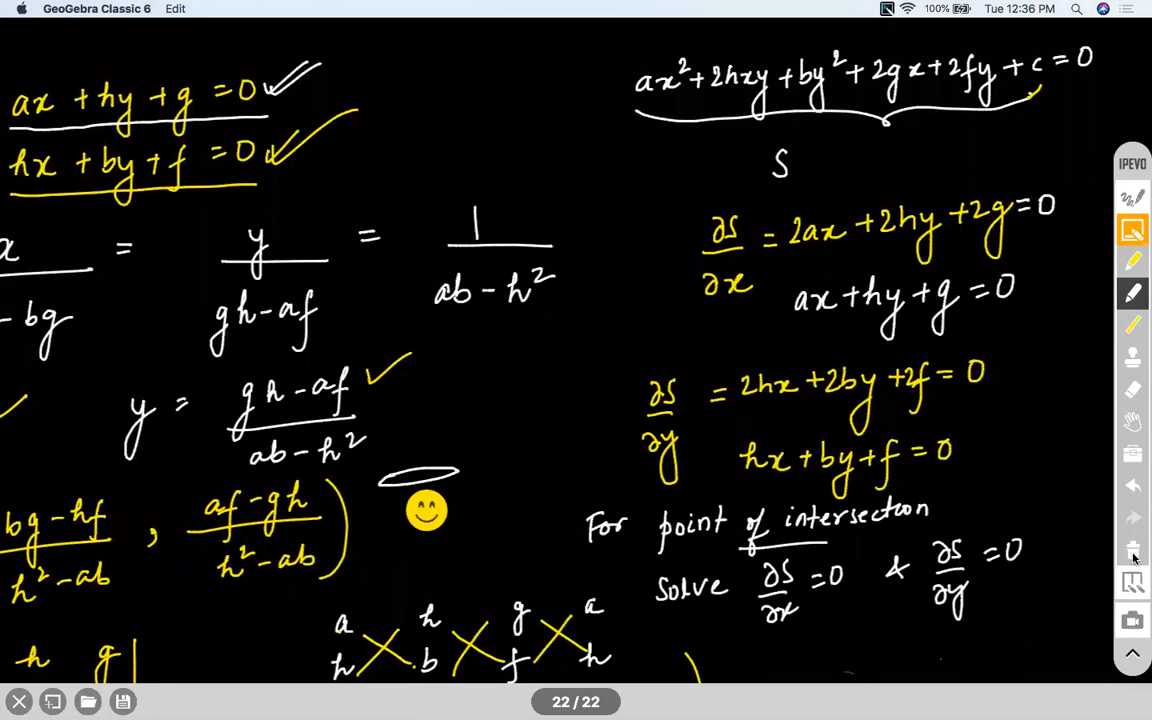 GeoGebra Classic 6 Edit 100% Tue 12:36 PM
ax + hy + g = 0
hx + by + f = 0
x = y = 1
- bg gh - af ab - h²
y = gh - af
ab - h²
bg - hf , af - gh )
h² - ab h² - ab
a h g a
h b f h
h g
ax² + 2hxy + by² + 2gx + 2fy + c = 0
S
∂S = 2ax + 2hy + 2g = 0
∂x
ax + hy + g = 0
∂S = 2hx + 2by + 2f = 0
∂y
hx + by + f = 0
For point of intersection
Solve ∂S = 0 & ∂S = 0
∂x ∂y
IPEVO
22 / 22